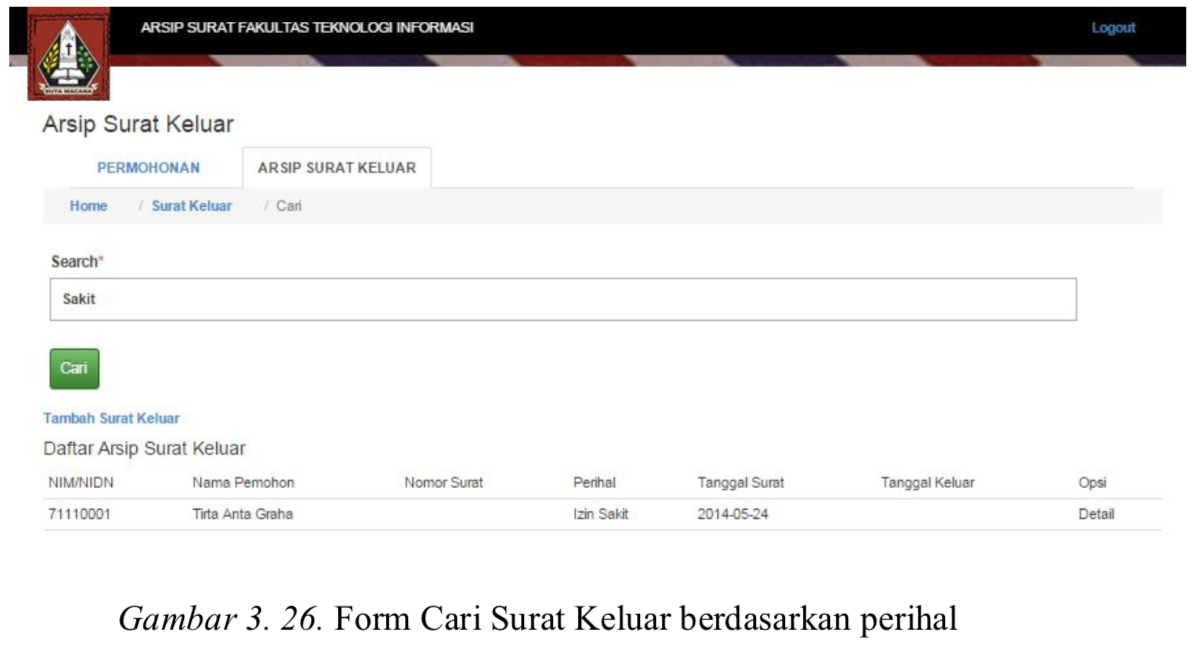 ARSIP SURAT FAKULTAS TEKNOLOGI INFORMASI Logout
DUTA WACANA
Arsip Surat Keluar
PERMOHONAN ARSIP SURAT KELUAR
Home / Surat Keluar / Cari
Search*
Sakit
Cari
Tambah Surat Keluar
Daftar Arsip Surat Keluar
NIM/NIDN Nama Pemohon Nomor Surat Perihal Tanggal Surat Tanggal Keluar Opsi
71110001 Tirta Anta Graha Izin Sakit 2014-05-24 Detail
Gambar 3. 26. Form Cari Surat Keluar berdasarkan perihal